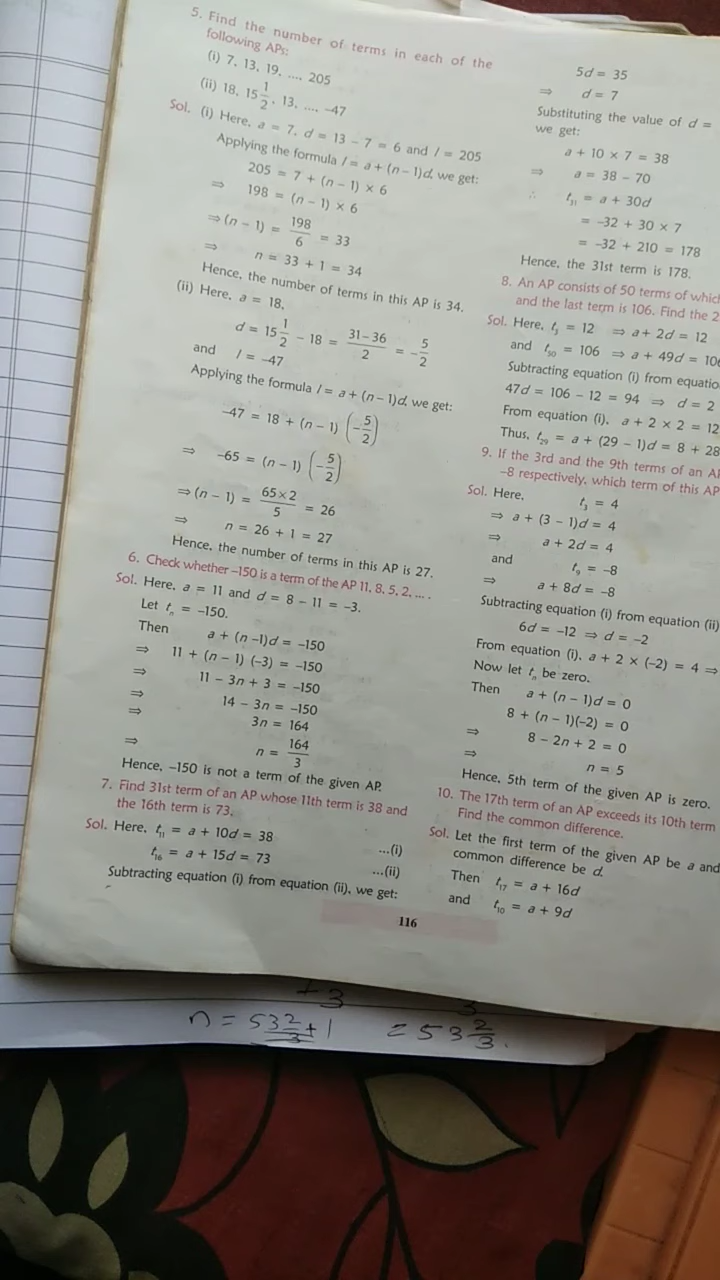 5. Find the number of terms in each of the
following APs:
(i) 7, 13, 19, ...., 205
(ii) 18, 15 1/2, 13, ...., –47
Sol. (i) Here, a = 7, d = 13 – 7 = 6 and l = 205
Applying the formula l = a + (n – 1)d, we get:
205 = 7 + (n – 1) × 6
⇒ 198 = (n – 1) × 6
⇒ (n – 1) = 198/6 = 33
⇒ n = 33 + 1 = 34
Hence, the number of terms in this AP is 34.
(ii) Here, a = 18,
d = 15 1/2 – 18 = (31–36)/2 = –5/2
and l = –47
Applying the formula l = a + (n – 1)d, we get:
–47 = 18 + (n – 1) (–5/2)
⇒ –65 = (n – 1) (–5/2)
⇒ (n – 1) = (65×2)/5 = 26
⇒ n = 26 + 1 = 27
Hence, the number of terms in this AP is 27.
6. Check whether –150 is a term of the AP 11, 8, 5, 2, ... .
Sol. Here, a = 11 and d = 8 – 11 = –3.
Let tₙ = –150.
Then a + (n –1)d = –150
⇒ 11 + (n – 1) (–3) = –150
⇒ 11 – 3n + 3 = –150
⇒ 14 – 3n = –150
⇒ 3n = 164
⇒ n = 164/3
Hence, –150 is not a term of the given AP.
7. Find 31st term of an AP whose 11th term is 38 and
the 16th term is 73.
Sol. Here, t₁₁ = a + 10d = 38 ...(i)
t₁₆ = a + 15d = 73 ...(ii)
Subtracting equation (i) from equation (ii), we get:
5d = 35
⇒ d = 7
Substituting the value of d =
we get:
a + 10 × 7 = 38
⇒ a = 38 – 70
∴ t₃₁ = a + 30d
= –32 + 30 × 7
= –32 + 210 = 178
Hence, the 31st term is 178.
8. An AP consists of 50 terms of which
and the last term is 106. Find the 2
Sol. Here, t₃ = 12 ⇒ a + 2d = 12
and t₅₀ = 106 ⇒ a + 49d = 106
Subtracting equation (i) from equatio
47d = 106 – 12 = 94 ⇒ d = 2
From equation (i), a + 2 × 2 = 12
Thus, t₂₉ = a + (29 – 1)d = 8 + 28
9. If the 3rd and the 9th terms of an AP
–8 respectively, which term of this AP
Sol. Here, t₃ = 4
⇒ a + (3 – 1)d = 4
⇒ a + 2d = 4
and t₉ = –8
⇒ a + 8d = –8
Subtracting equation (i) from equation (ii)
6d = –12 ⇒ d = –2
From equation (i), a + 2 × (–2) = 4 ⇒
Now let tₙ be zero.
Then a + (n – 1)d = 0
8 + (n – 1)(–2) = 0
⇒ 8 – 2n + 2 = 0
⇒ n = 5
Hence, 5th term of the given AP is zero.
10. The 17th term of an AP exceeds its 10th term
Find the common difference.
Sol. Let the first term of the given AP be a and
common difference be d.
Then t₁₇ = a + 16d
and t₁₀ = a + 9d
116
+3 3
n = 53 2/3 + 1 = 53 2/3.